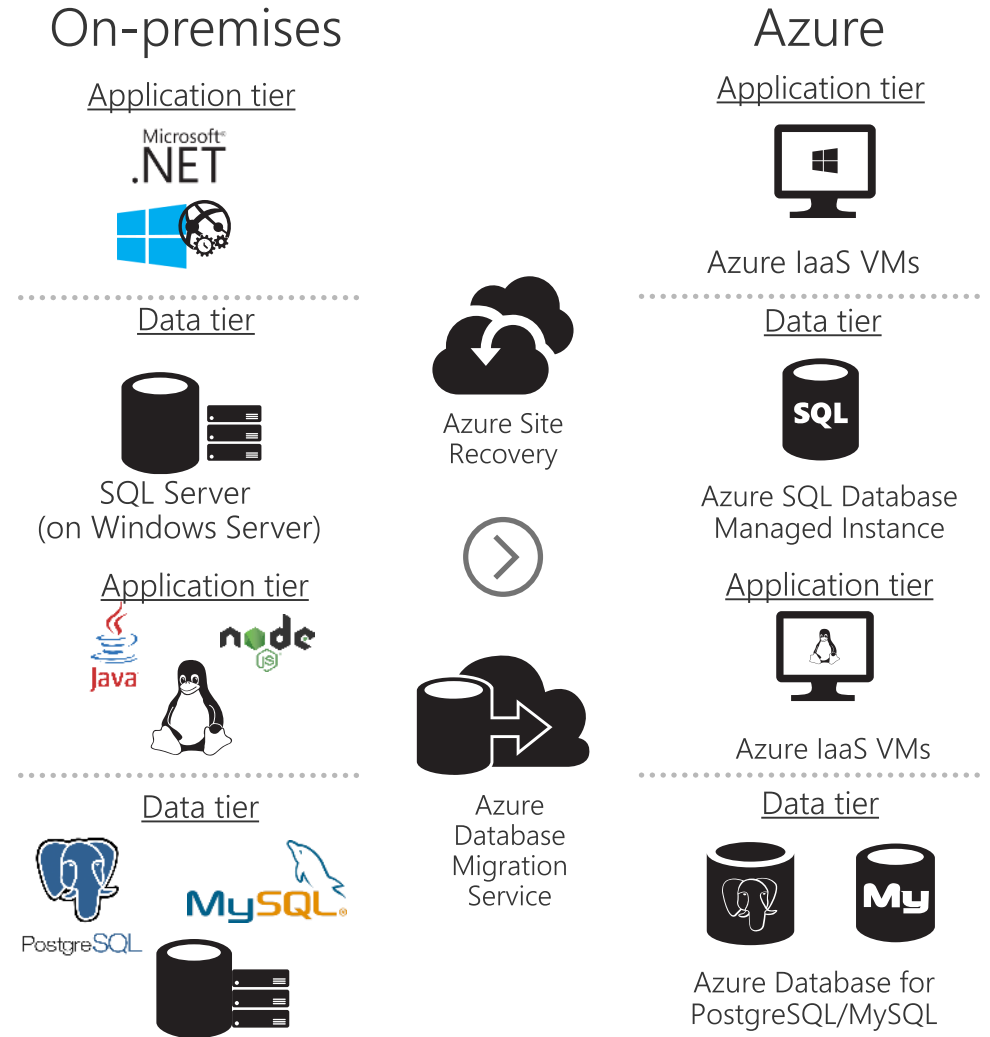 On-premises
Azure
Application tier
Microsoft®
.NET
Data tier
SQL Server
(on Windows Server)
Application tier
Java
node
JS
Data tier
PostgreSQL
MySQL®
Azure Site
Recovery
Azure
Database
Migration
Service
Application tier
Azure IaaS VMs
Data tier
SQL
Azure SQL Database
Managed Instance
Application tier
Azure IaaS VMs
Data tier
My
Azure Database for
PostgreSQL/MySQL